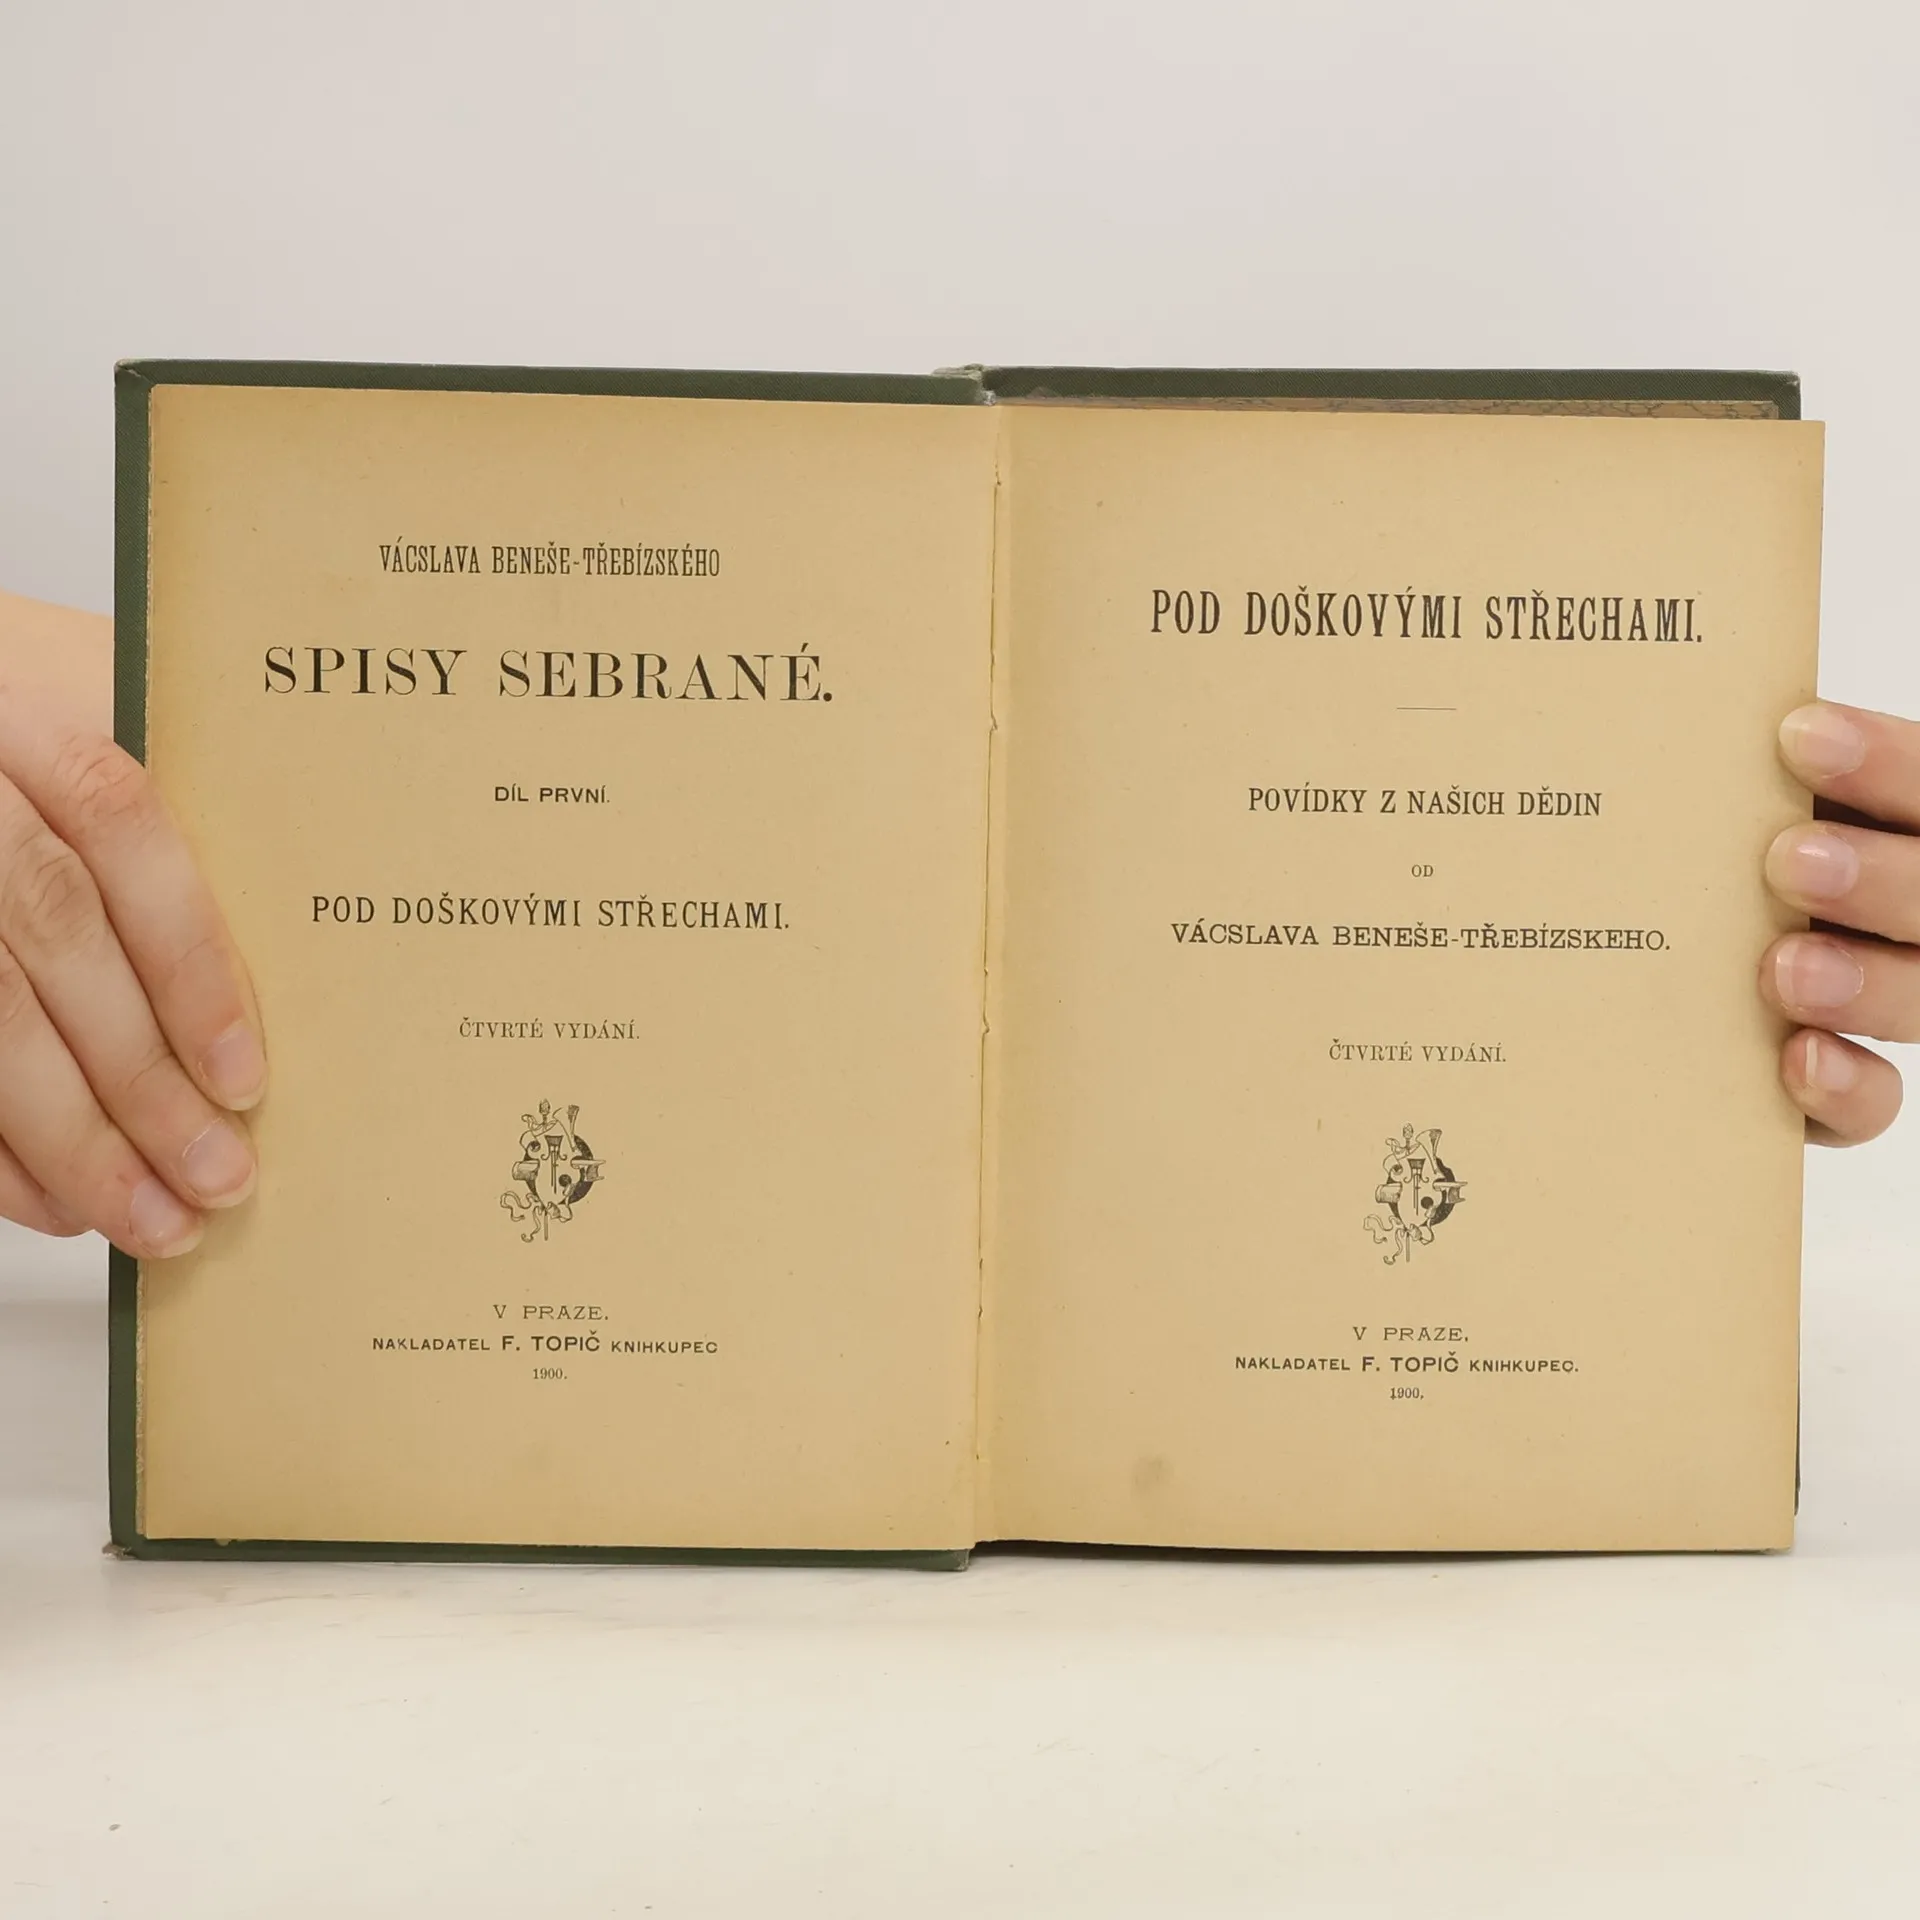 VÁCSLAVA BENEŠE-TŘEBÍZSKÉHO
SPISY SEBRANÉ.
DÍL PRVNÍ.
POD DOŠKOVÝMI STŘECHAMI.
ČTVRTÉ VYDÁNÍ.
V PRAZE.
NAKLADATEL F. TOPIČ KNIHKUPEC
1900.
POD DOŠKOVÝMI STŘECHAMI.
POVÍDKY Z NAŠICH DĚDIN
OD
VÁCSLAVA BENEŠE-TŘEBÍZSKEHO.
ČTVRTÉ VYDÁNÍ.
V PRAZE.
NAKLADATEL F. TOPIČ KNIHKUPEC.
1900.